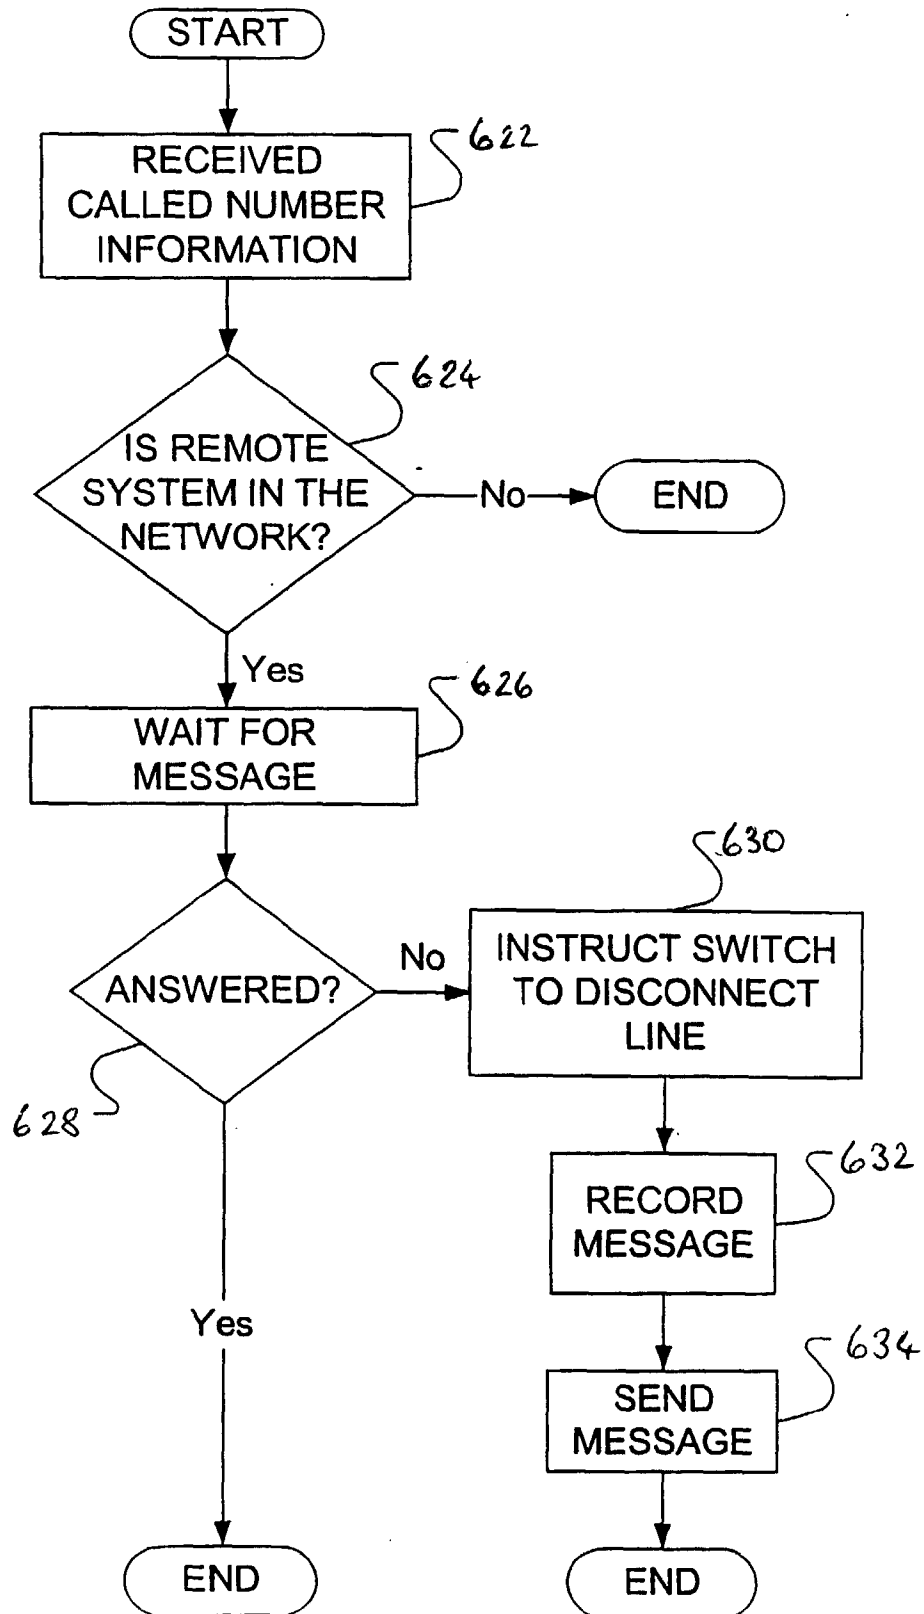 START
622
RECEIVED
CALLED NUMBER
INFORMATION
624
IS REMOTE
SYSTEM IN THE
NETWORK?
No
END
Yes
626
WAIT FOR
MESSAGE
630
ANSWERED?
No
INSTRUCT SWITCH
TO DISCONNECT
LINE
628
632
RECORD
MESSAGE
Yes
634
SEND
MESSAGE
END
END